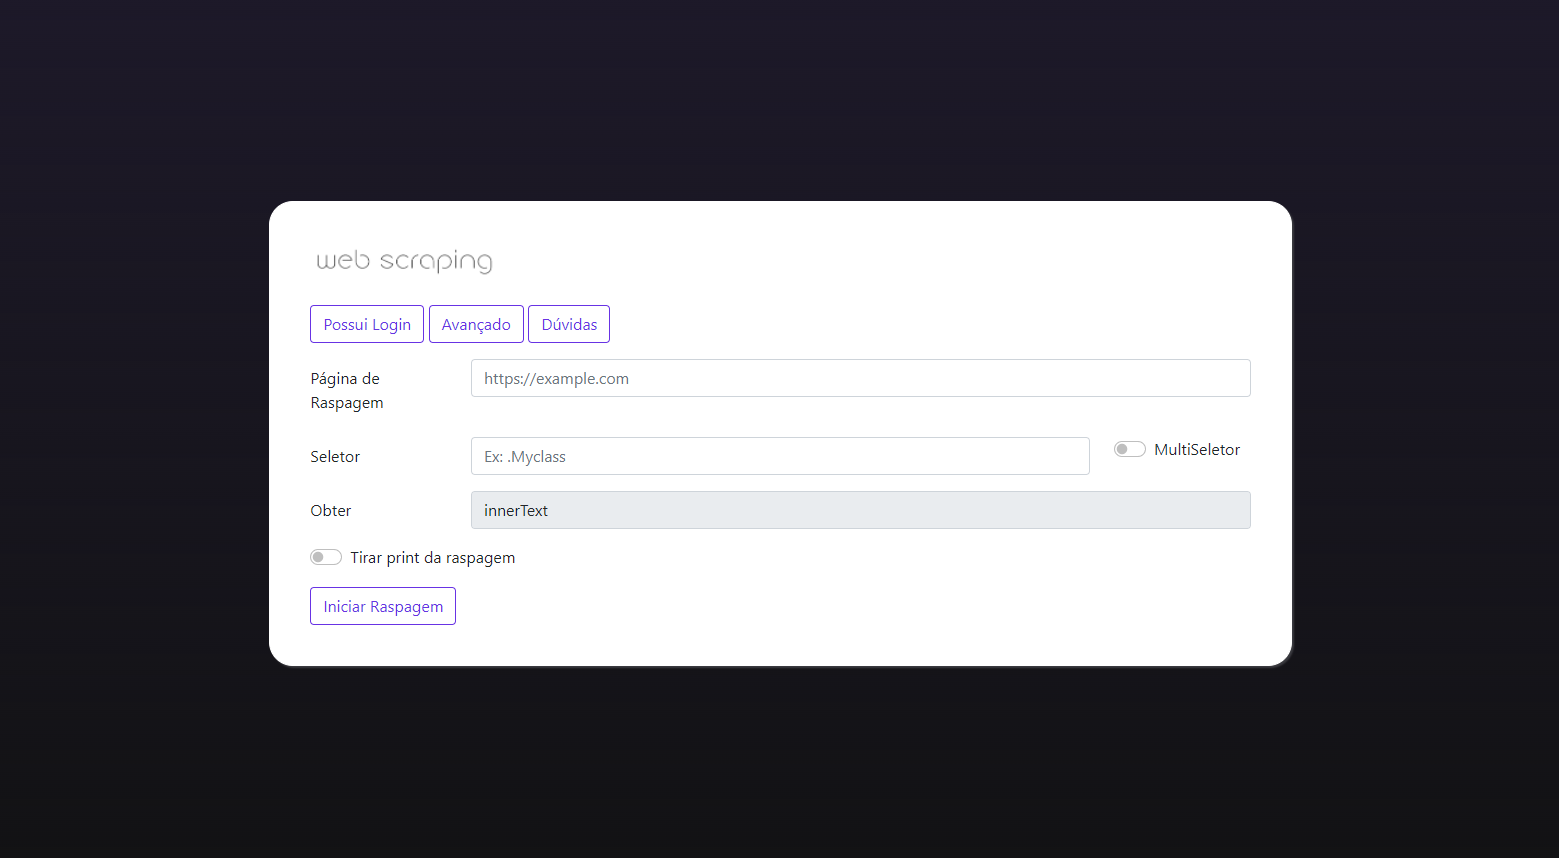 web scraping
Possui Login Avançado Dúvidas
Página de
Raspagem
https://example.com
Seletor
Ex: .Myclass
MultiSeletor
Obter
innerText
Tirar print da raspagem
Iniciar Raspagem